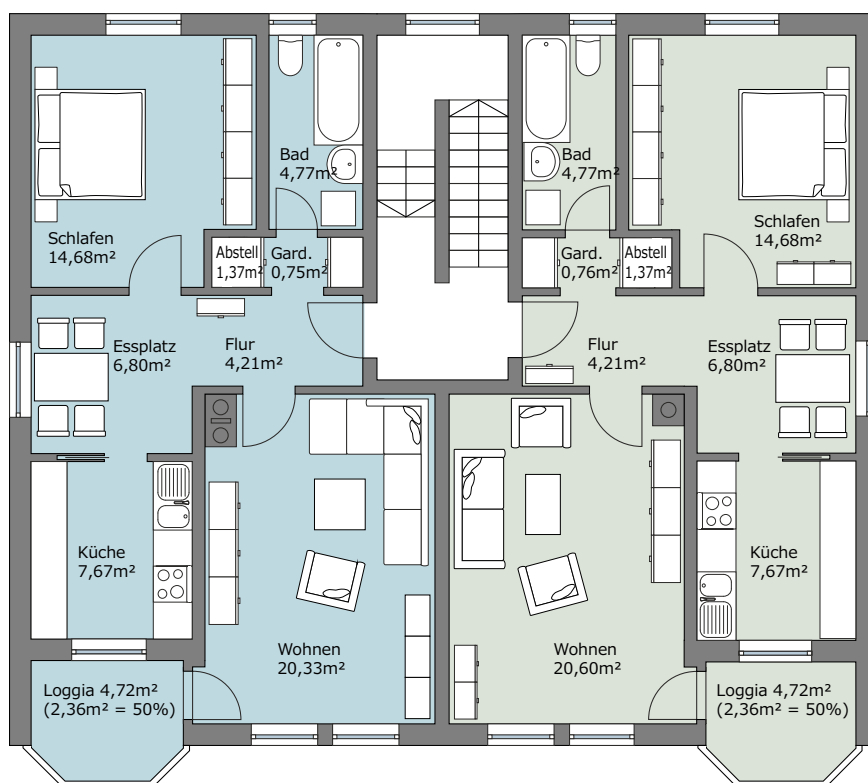 Bad
4,77m²
Schlafen
14,68m²
Abstell
1,37m²
Gard.
0,75m²
Essplatz
6,80m²
Flur
4,21m²
Küche
7,67m²
Wohnen
20,33m²
Loggia 4,72m²
(2,36m² = 50%)
Bad
4,77m²
Schlafen
14,68m²
Gard.
0,76m²
Abstell
1,37m²
Flur
4,21m²
Essplatz
6,80m²
Küche
7,67m²
Wohnen
20,60m²
Loggia 4,72m²
(2,36m² = 50%)